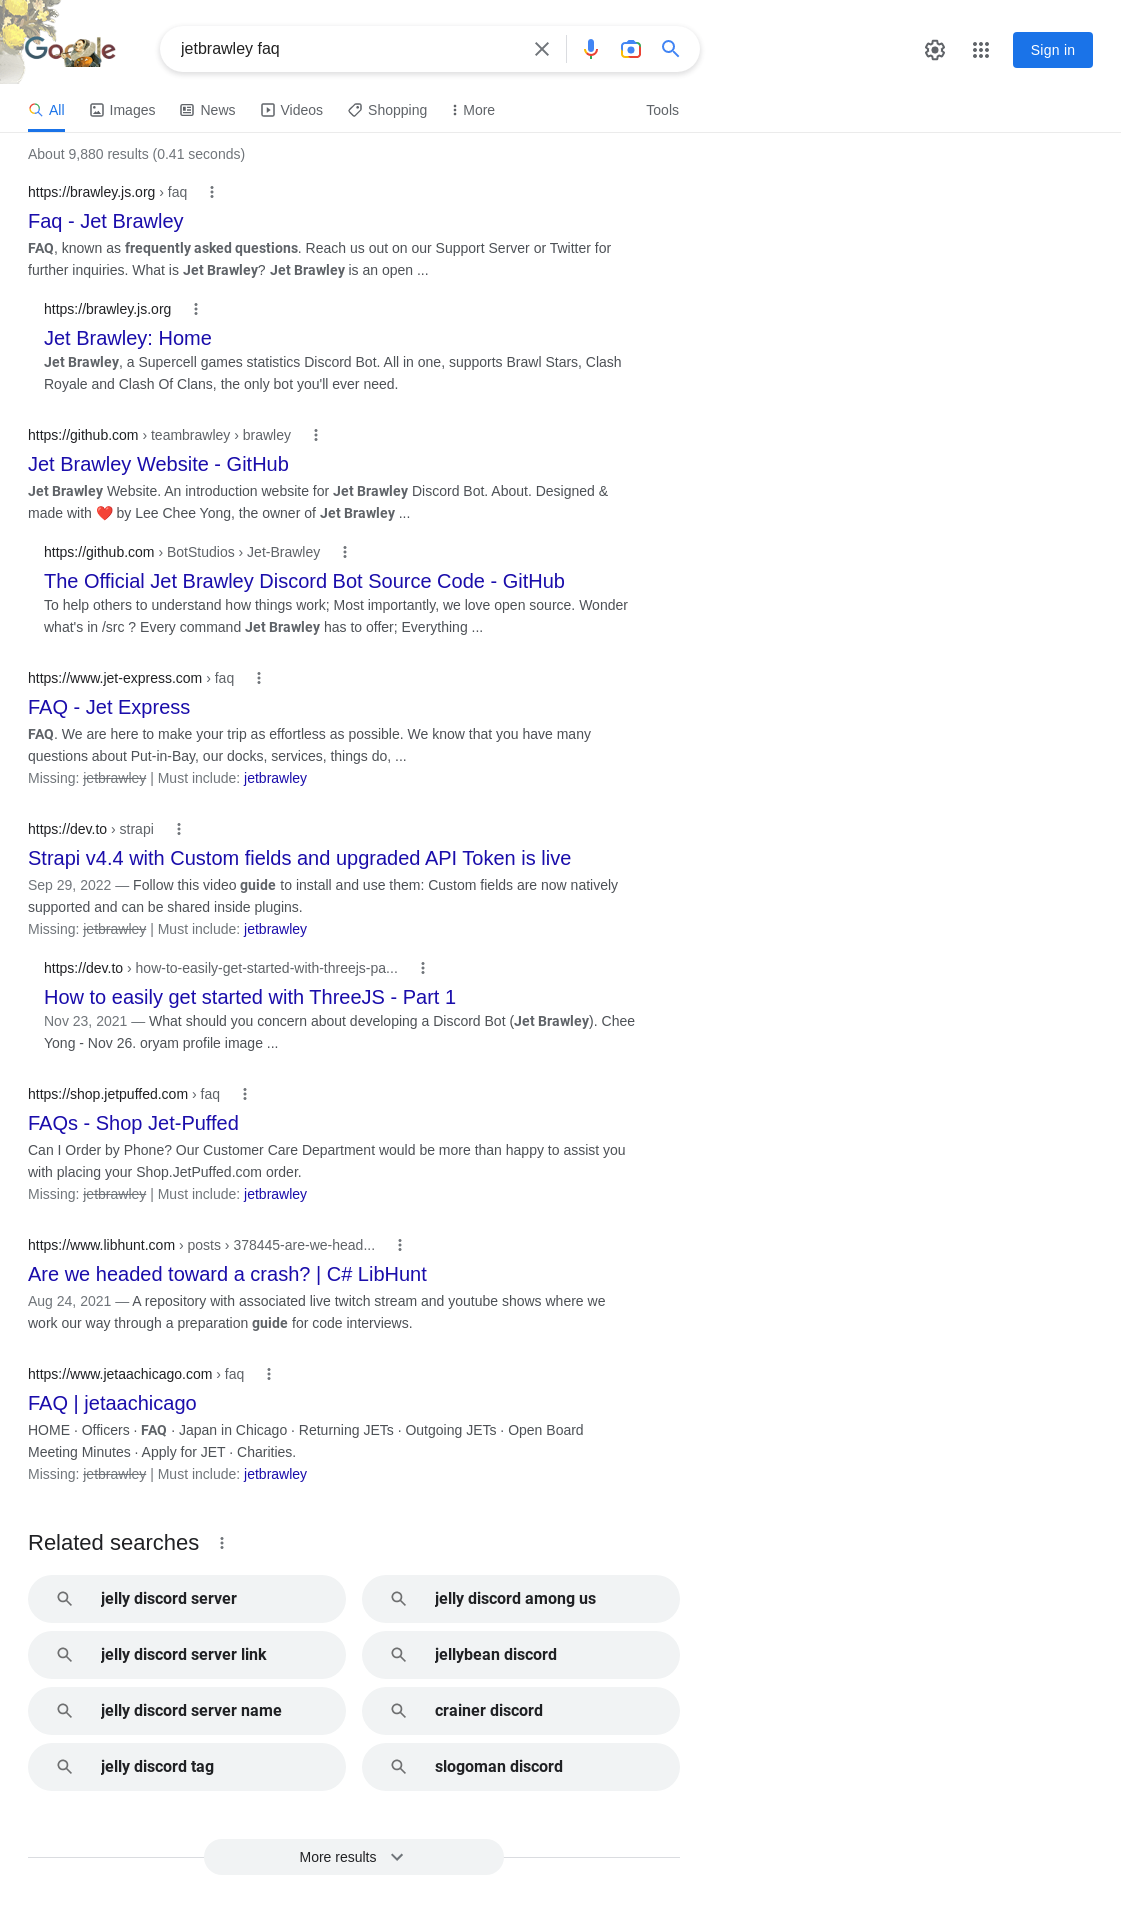 Google
jetbrawley faq
Sign in
All
Images
News
Videos
Shopping
More
Tools
About 9,880 results (0.41 seconds)
https://brawley.js.org › faq
Faq - Jet Brawley
FAQ, known as frequently asked questions. Reach us out on our Support Server or Twitter for
further inquiries. What is Jet Brawley? Jet Brawley is an open ...
https://brawley.js.org
Jet Brawley: Home
Jet Brawley, a Supercell games statistics Discord Bot. All in one, supports Brawl Stars, Clash
Royale and Clash Of Clans, the only bot you'll ever need.
https://github.com › teambrawley › brawley
Jet Brawley Website - GitHub
Jet Brawley Website. An introduction website for Jet Brawley Discord Bot. About. Designed &
made with ❤️ by Lee Chee Yong, the owner of Jet Brawley ...
https://github.com › BotStudios › Jet-Brawley
The Official Jet Brawley Discord Bot Source Code - GitHub
To help others to understand how things work; Most importantly, we love open source. Wonder
what's in /src ? Every command Jet Brawley has to offer; Everything ...
https://www.jet-express.com › faq
FAQ - Jet Express
FAQ. We are here to make your trip as effortless as possible. We know that you have many
questions about Put-in-Bay, our docks, services, things do, ...
Missing: jetbrawley | Must include: jetbrawley
https://dev.to › strapi
Strapi v4.4 with Custom fields and upgraded API Token is live
Sep 29, 2022 — Follow this video guide to install and use them: Custom fields are now natively
supported and can be shared inside plugins.
Missing: jetbrawley | Must include: jetbrawley
https://dev.to › how-to-easily-get-started-with-threejs-pa...
How to easily get started with ThreeJS - Part 1
Nov 23, 2021 — What should you concern about developing a Discord Bot (Jet Brawley). Chee
Yong - Nov 26. oryam profile image ...
https://shop.jetpuffed.com › faq
FAQs - Shop Jet-Puffed
Can I Order by Phone? Our Customer Care Department would be more than happy to assist you
with placing your Shop.JetPuffed.com order.
Missing: jetbrawley | Must include: jetbrawley
https://www.libhunt.com › posts › 378445-are-we-head...
Are we headed toward a crash? | C# LibHunt
Aug 24, 2021 — A repository with associated live twitch stream and youtube shows where we
work our way through a preparation guide for code interviews.
https://www.jetaachicago.com › faq
FAQ | jetaachicago
HOME · Officers · FAQ · Japan in Chicago · Returning JETs · Outgoing JETs · Open Board
Meeting Minutes · Apply for JET · Charities.
Missing: jetbrawley | Must include: jetbrawley
Related searches
jelly discord server
jelly discord among us
jelly discord server link
jellybean discord
jelly discord server name
crainer discord
jelly discord tag
slogoman discord
More results